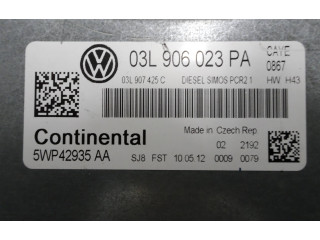 03L 906 023 PA
CAVE
0867
03L 907 425 C
DIESEL SIMOS PCR2 1
HW H43
Continental
5WP42935 AA
Made in Czech Rep
02 2192
SJ8 FST 10.05.12 0009 0079